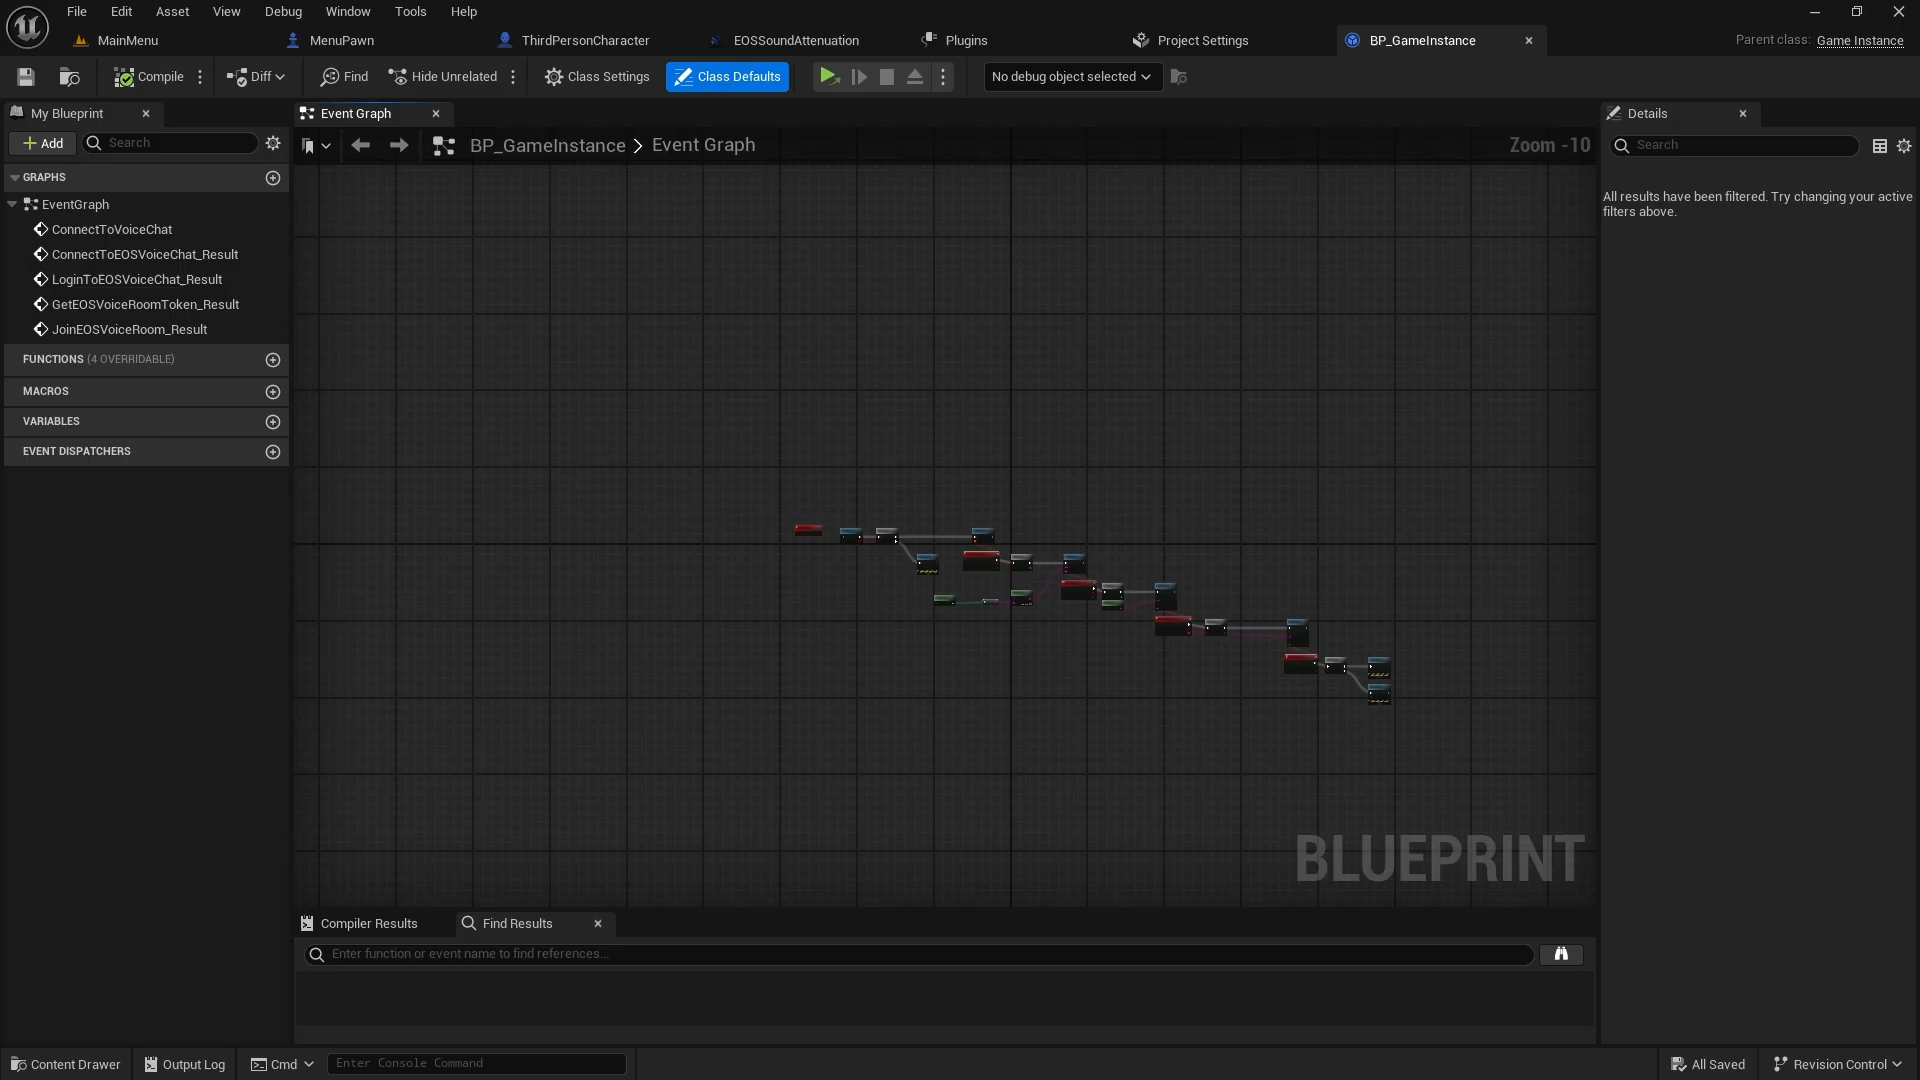 File Edit Asset View Debug Window Tools Help
MainMenu MenuPawn ThirdPersonCharacter EOSSoundAttenuation Plugins Project Settings BP_GameInstance Parent class: Game Instance
Compile Diff Find Hide Unrelated Class Settings Class Defaults No debug object selected
My Blueprint Event Graph Details
Add Search BP_GameInstance > Event Graph Zoom -10 Search
GRAPHS
All results have been filtered. Try changing your active
filters above.
EventGraph
ConnectToVoiceChat
ConnectToEOSVoiceChat_Result
LoginToEOSVoiceChat_Result
GetEOSVoiceRoomToken_Result
JoinEOSVoiceRoom_Result
FUNCTIONS (4 OVERRIDABLE)
MACROS
VARIABLES
EVENT DISPATCHERS
BLUEPRINT
Compiler Results Find Results
Enter function or event name to find references...
Content Drawer Output Log Cmd Enter Console Command All Saved Revision Control